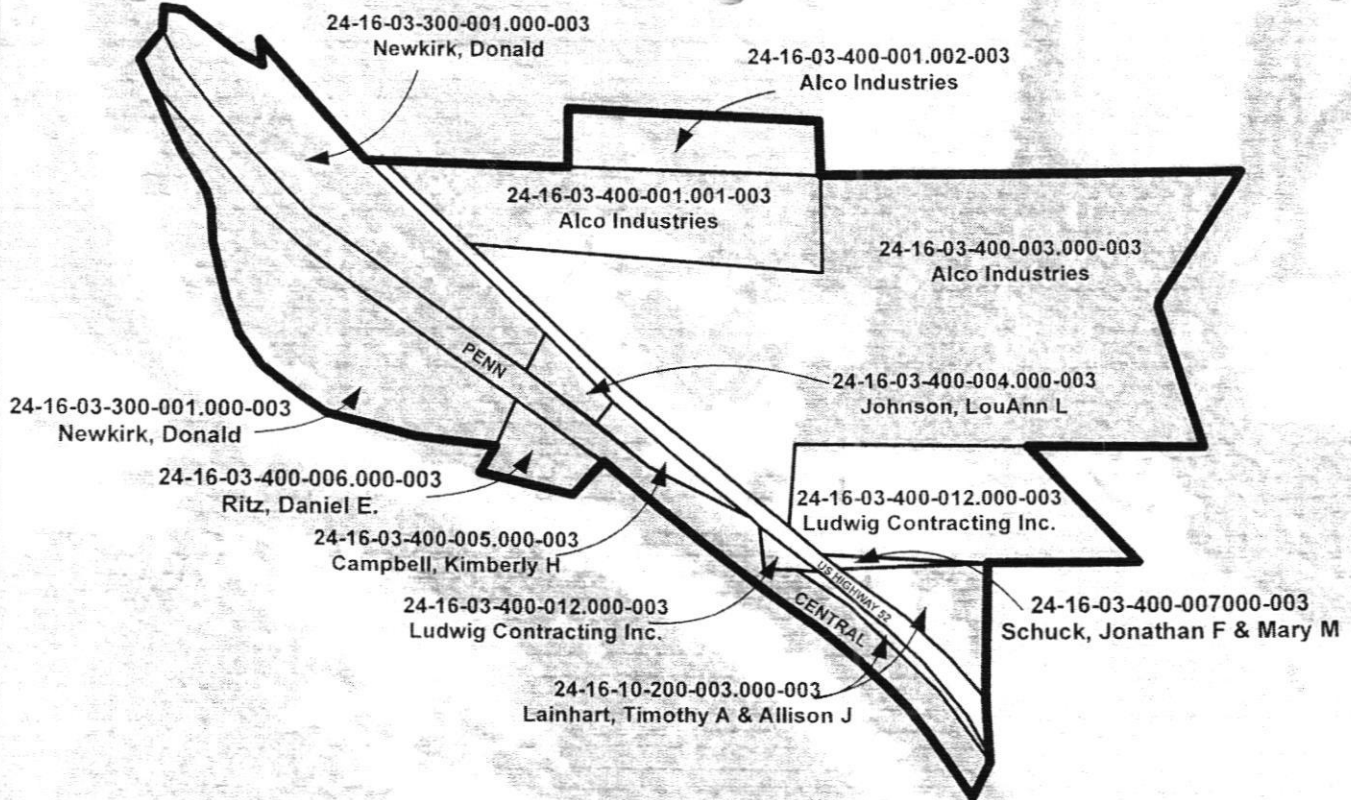 24-16-03-300-001.000-003
Newkirk, Donald
24-16-03-400-001.002-003
Alco Industries
24-16-03-400-001.001-003
Alco Industries
24-16-03-400-003.000-003
Alco Industries
PENN
24-16-03-400-004.000-003
Johnson, LouAnn L
24-16-03-300-001.000-003
Newkirk, Donald
24-16-03-400-006.000-003
Ritz, Daniel E.
24-16-03-400-012.000-003
Ludwig Contracting Inc.
24-16-03-400-005.000-003
Campbell, Kimberly H
US HIGHWAY 52
CENTRAL
24-16-03-400-012.000-003
Ludwig Contracting Inc.
24-16-03-400-007000-003
Schuck, Jonathan F & Mary M
24-16-10-200-003.000-003
Lainhart, Timothy A & Allison J